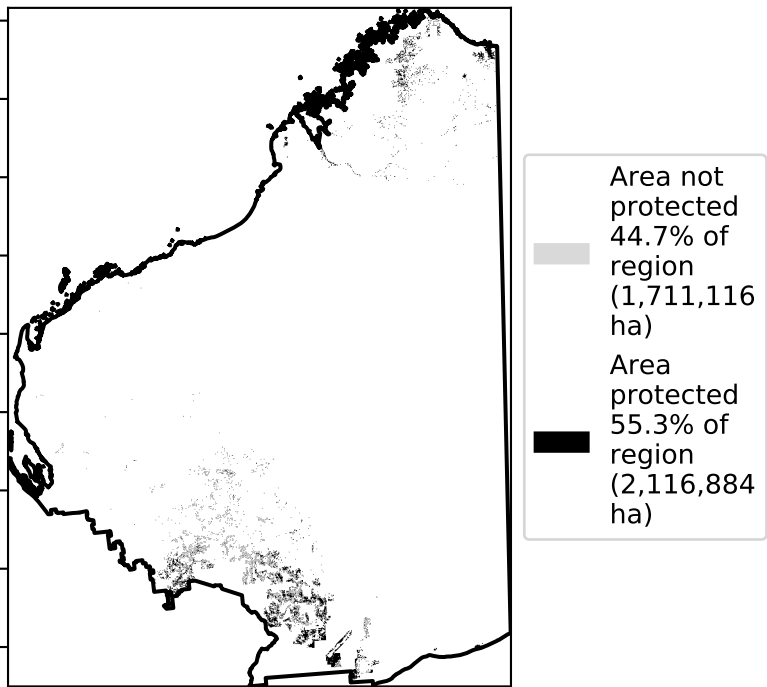 Area not
protected
44.7% of
region
(1,711,116
ha)
Area
protected
55.3% of
region
(2,116,884
ha)